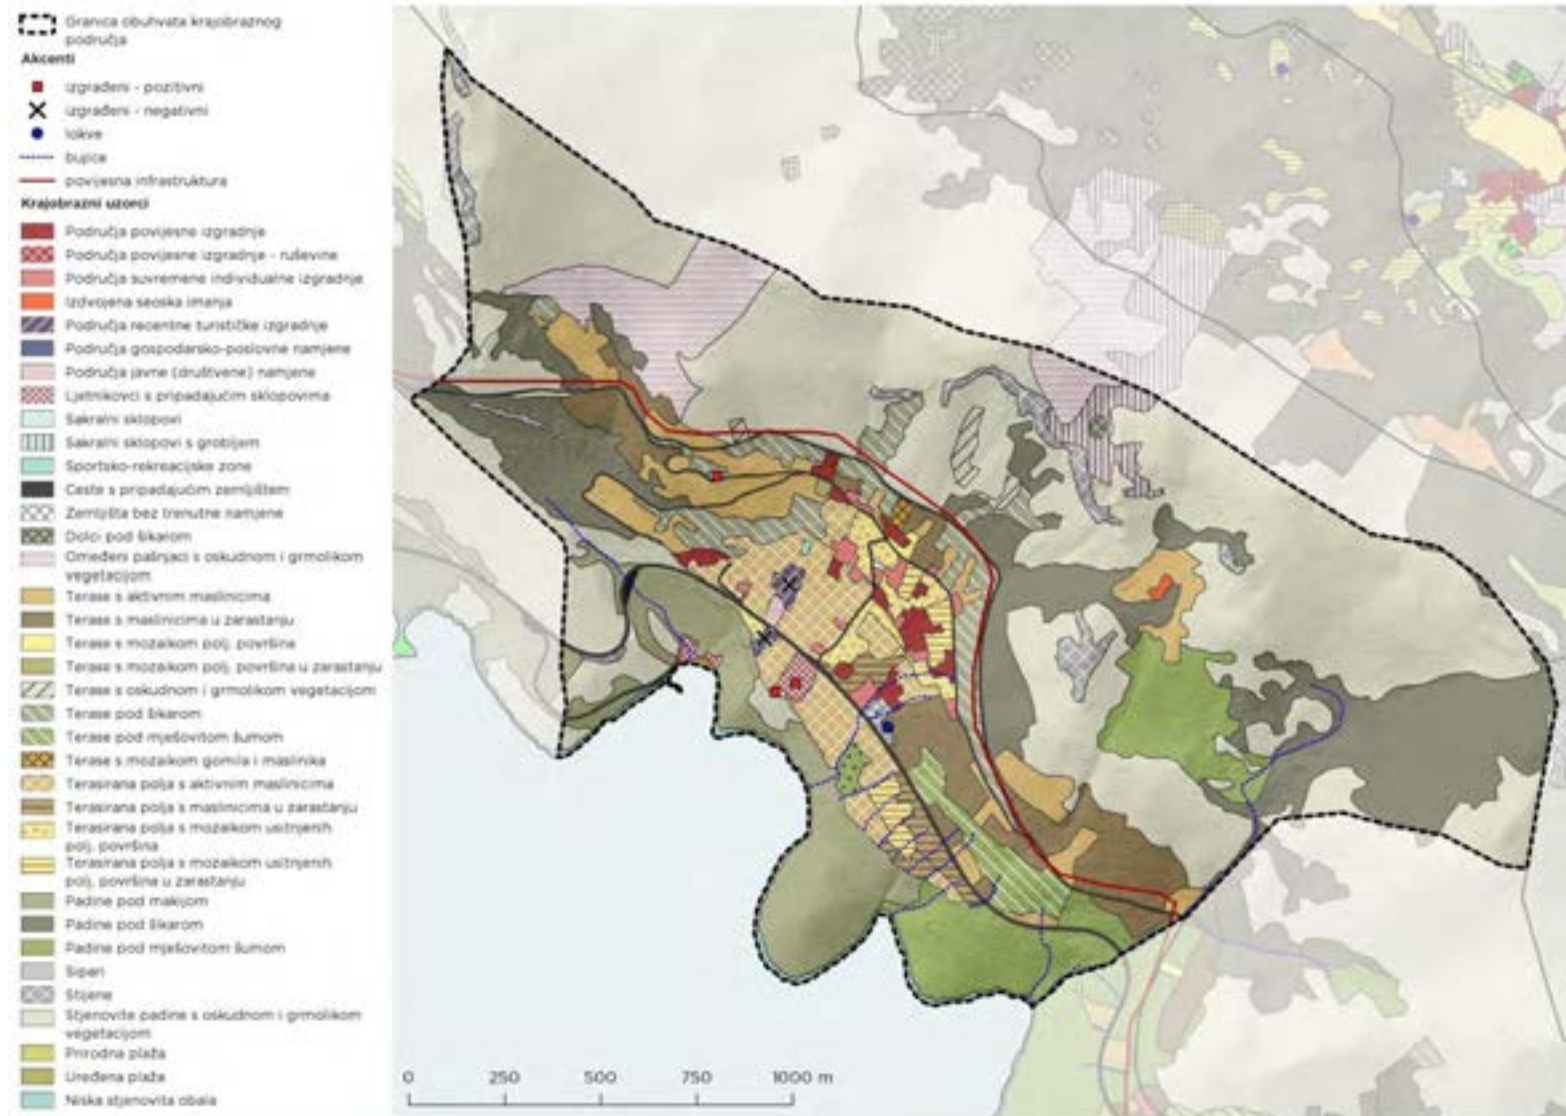 Granica obuhvata krajobraznog
područja
Akcenti
izgrađeni - pozitivni
izgrađeni - negativni
lokve
bujice
povijesna infrastruktura
Krajobrazni uzorci
Područja povijesne izgradnje
Područja povijesne izgradnje - ruševine
Područja suvremene individualne izgradnje
Izdvojena seoska imanja
Područja recentne turističke izgradnje
Područja gospodarsko-poslovne namjene
Područja javne (društvene) namjene
Ljetnikovci s pripadajućim sklopovima
Sakralni sklopovi
Sakralni sklopovi s grobljem
Sportsko-rekreacijske zone
Ceste s pripadajućim zemljištem
Zemljišta bez trenutne namjene
Dolci pod šikarom
Omeđeni pašnjaci s oskudnom i grmolikom
vegetacijom
Terase s aktivnim maslinicima
Terase s maslinicima u zarastanju
Terase s mozaikom polj. površina
Terase s mozaikom polj. površina u zarastanju
Terase s oskudnom i grmolikom vegetacijom
Terase pod šikarom
Terase pod mješovitom šumom
Terase s mozaikom gomila i maslinika
Terasirana polja s aktivnim maslinicima
Terasirana polja s maslinicima u zarastanju
Terasirana polja s mozaikom usitnjenih
polj. površina
Terasirana polja s mozaikom usitnjenih
polj. površina u zarastanju
Padine pod makijom
Padine pod šikarom
Padine pod mješovitom šumom
Sipari
Stijene
Stjenovite padine s oskudnom i grmolikom
vegetacijom
Prirodna plaža
Uređena plaža
Niska stjenovita obala
0 250 500 750 1000 m